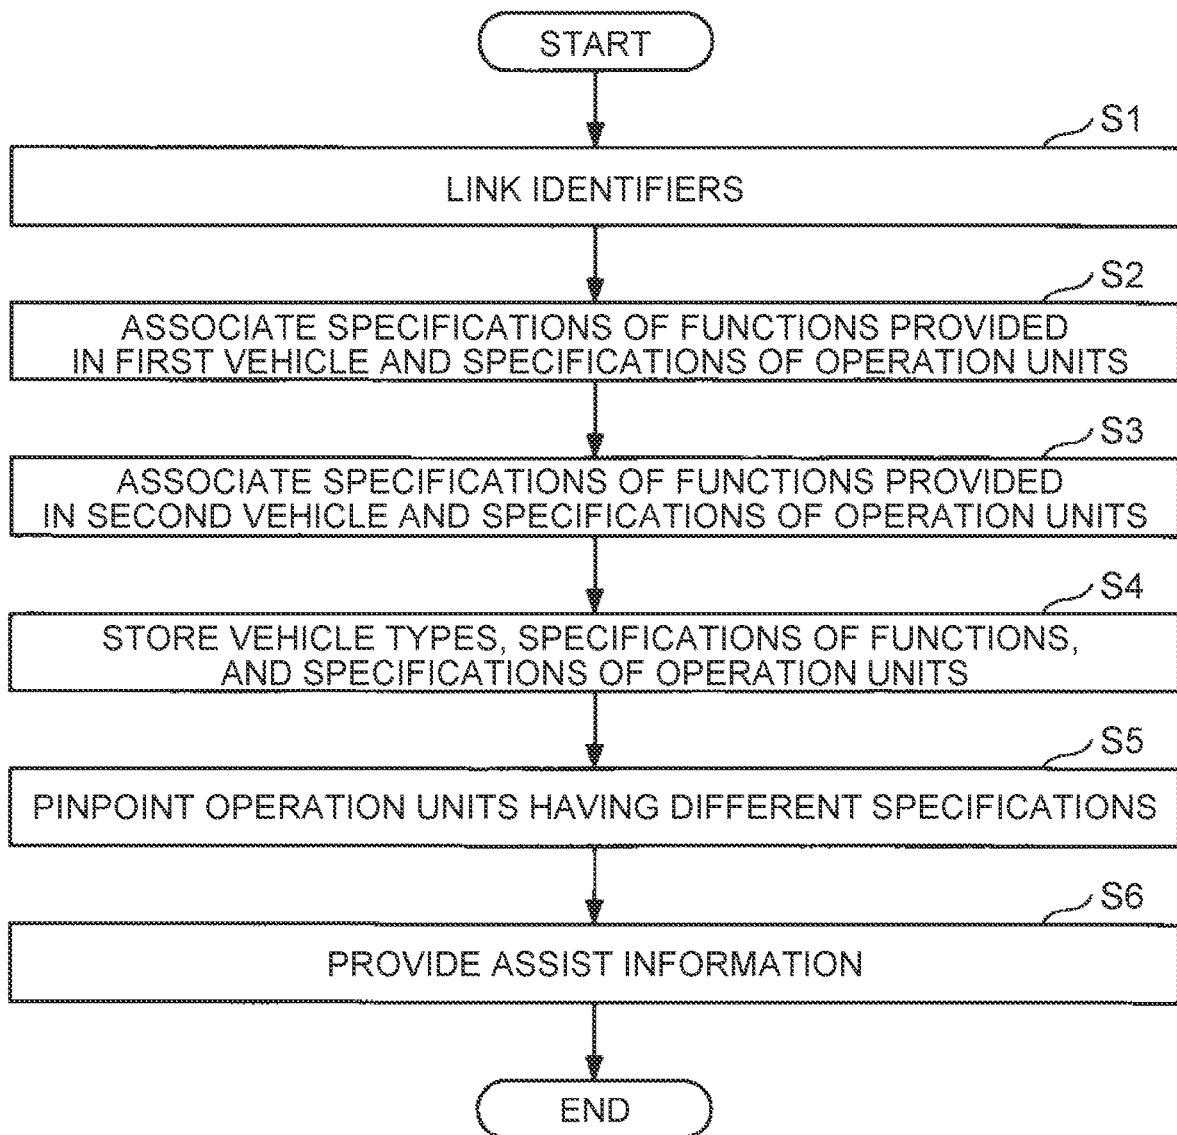 START
S1
LINK IDENTIFIERS
S2
ASSOCIATE SPECIFICATIONS OF FUNCTIONS PROVIDED
IN FIRST VEHICLE AND SPECIFICATIONS OF OPERATION UNITS
S3
ASSOCIATE SPECIFICATIONS OF FUNCTIONS PROVIDED
IN SECOND VEHICLE AND SPECIFICATIONS OF OPERATION UNITS
S4
STORE VEHICLE TYPES, SPECIFICATIONS OF FUNCTIONS,
AND SPECIFICATIONS OF OPERATION UNITS
S5
PINPOINT OPERATION UNITS HAVING DIFFERENT SPECIFICATIONS
S6
PROVIDE ASSIST INFORMATION
END